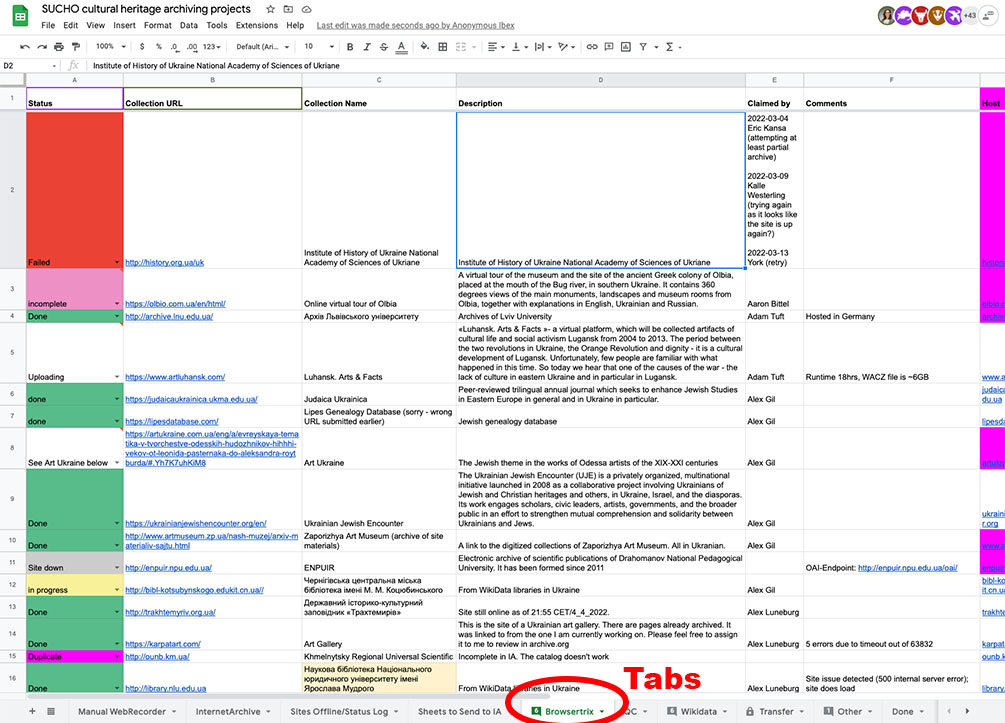 SUCHO cultural heritage archiving projects
File Edit View Insert Format Data Tools Extensions Help Last edit was made seconds ago by Anonymous Ibex
+43
100% $ % .0 .00 123 Default (Ari... 10 B I S A
D2 fx Institute of History of Ukraine National Academy of Sciences of Ukriane
A B C D E F
1 Status Collection URL Collection Name Description Claimed by Comments Host
2022-03-04
Eric Kansa
(attempting at
least partial
archive)
2022-03-09
Kalle
Westerling
(trying again
as it looks like
the site is up
again?)
2022-03-13
York (retry)
2 Failed http://history.org.ua/uk
Institute of History of Ukraine National
Academy of Sciences of Ukriane
Institute of History of Ukraine National Academy of Sciences of Ukriane
3 incomplete https://olbio.com.ua/en/html/ Online virtual tour of Olbia
A virtual tour of the museum and the site of the ancient Greek colony of Olbia,
placed at the mouth of the Bug river, in southern Ukraine. It contains 360
degrees views of the main monuments, landscapes and museum rooms from
Olbia, together with explanations in English, Ukrainian and Russian.
Aaron Bittel
4 Done http://archive.lnu.edu.ua/ Архів Львівського університету Archives of Lviv University Adam Tuft Hosted in Germany
5 Uploading https://www.artluhansk.com/ Luhansk. Arts & Facts
«Luhansk. Arts & Facts »- a virtual platform, which will be collected artifacts of
cultural life and social activism Lugansk from 2004 to 2013. The period between
the two revolutions in Ukraine, the Orange Revolution and dignity - it is a cultural
development of Lugansk. Unfortunately, few people are familiar with what
happened in this time. So today we hear that one of the causes of the war - the
lack of culture in eastern Ukraine and in particular in Lugansk.
Adam Tuft Runtime 18hrs, WACZ file is ~6GB
6 done https://judaicaukrainica.ukma.edu.ua/ Judaica Ukrainica
Peer-reviewed trilingual annual journal which seeks to enhance Jewish Studies
in Eastern Europe in general and in Ukraine in particular.
Alex Gil
7 done https://lipesdatabase.com/
Lipes Genealogy Database (sorry - wrong
URL submitted earlier)
Jewish genealogy database Alex Gil
8 See Art Ukraine below
https://artukraine.com.ua/eng/a/evreyskaya-tema
tika-v-tvorchestve-odesskih-hudozhnikov-hihhhi-
vekov-ot-leonida-pasternaka-do-aleksandra-royt
burda/#.Yh7K7uhKiM8
Art Ukraine The Jewish theme in the works of Odessa artists of the XIX-XXI centuries Alex Gil
9 Done https://ukrainianjewishencounter.org/en/ Ukrainian Jewish Encounter
The Ukrainian Jewish Encounter (UJE) is a privately organized, multinational
initiative launched in 2008 as a collaborative project involving Ukrainians of
Jewish and Christian heritages and others, in Ukraine, Israel, and the diasporas.
Its work engages scholars, civic leaders, artists, governments, and the broader
public in an effort to strengthen mutual comprehension and solidarity between
Ukrainians and Jews.
Alex Gil
10 Done
http://www.artmuseum.zp.ua/nash-muzej/arxiv-m
aterialiv-sajtu.html
Zaporizhya Art Museum (archive of site
materials)
A link to the digitized collections of Zaporizhya Art Museum. All in Ukranian. Alex Gil
11 Site down http://enpuir.npu.edu.ua/ ENPUIR
Electronic archive of scientific publications of Drahomanov National Pedagogical
University. It has been formed since 2011
OAI-Endpoint: http://enpuir.npu.edu.ua/oai/
12 in progress http://bibl-kotsubynskogo.edukit.cn.ua//
Чернігівська центральна міська
бібліотека імені М. М. Коцюбинського
From WikiData libraries in Ukraine Alex Gil
13 Done http://trakhtemyriv.org.ua/
Державний історико-культурний
заповідник «Трахтемирів»
Site still online as of 21:55 CET/4_4_2022. Alex Luneburg
14 Done https://karpatart.com/ Art Gallery
This is the site of a Ukrainian art gallery. There are pages already archived. It
was linked to from the one I am currently working on. Please feel free to assign
it to me to review in archive.org
Alex Luneburg 5 errors due to timeout out of 63832
15 Duplicate http://ounb.km.ua/ Khmelnytsky Regional Universal Scientific Incomplete in IA. The catalog doesn't work
16 Done http://library.nlu.edu.ua
Наукова бібліотека Національного
юридичного університету імені
Ярослава Мудрого
From WikiData libraries in Ukraine Alex Luneburg
Site issue detected (500 internal server error);
site does load
Tabs
Manual WebRecorder InternetArchive Sites Offline/Status Log Sheets to Send to IA 6 Browsertrix QC Wikidata Transfer 1 Other Done